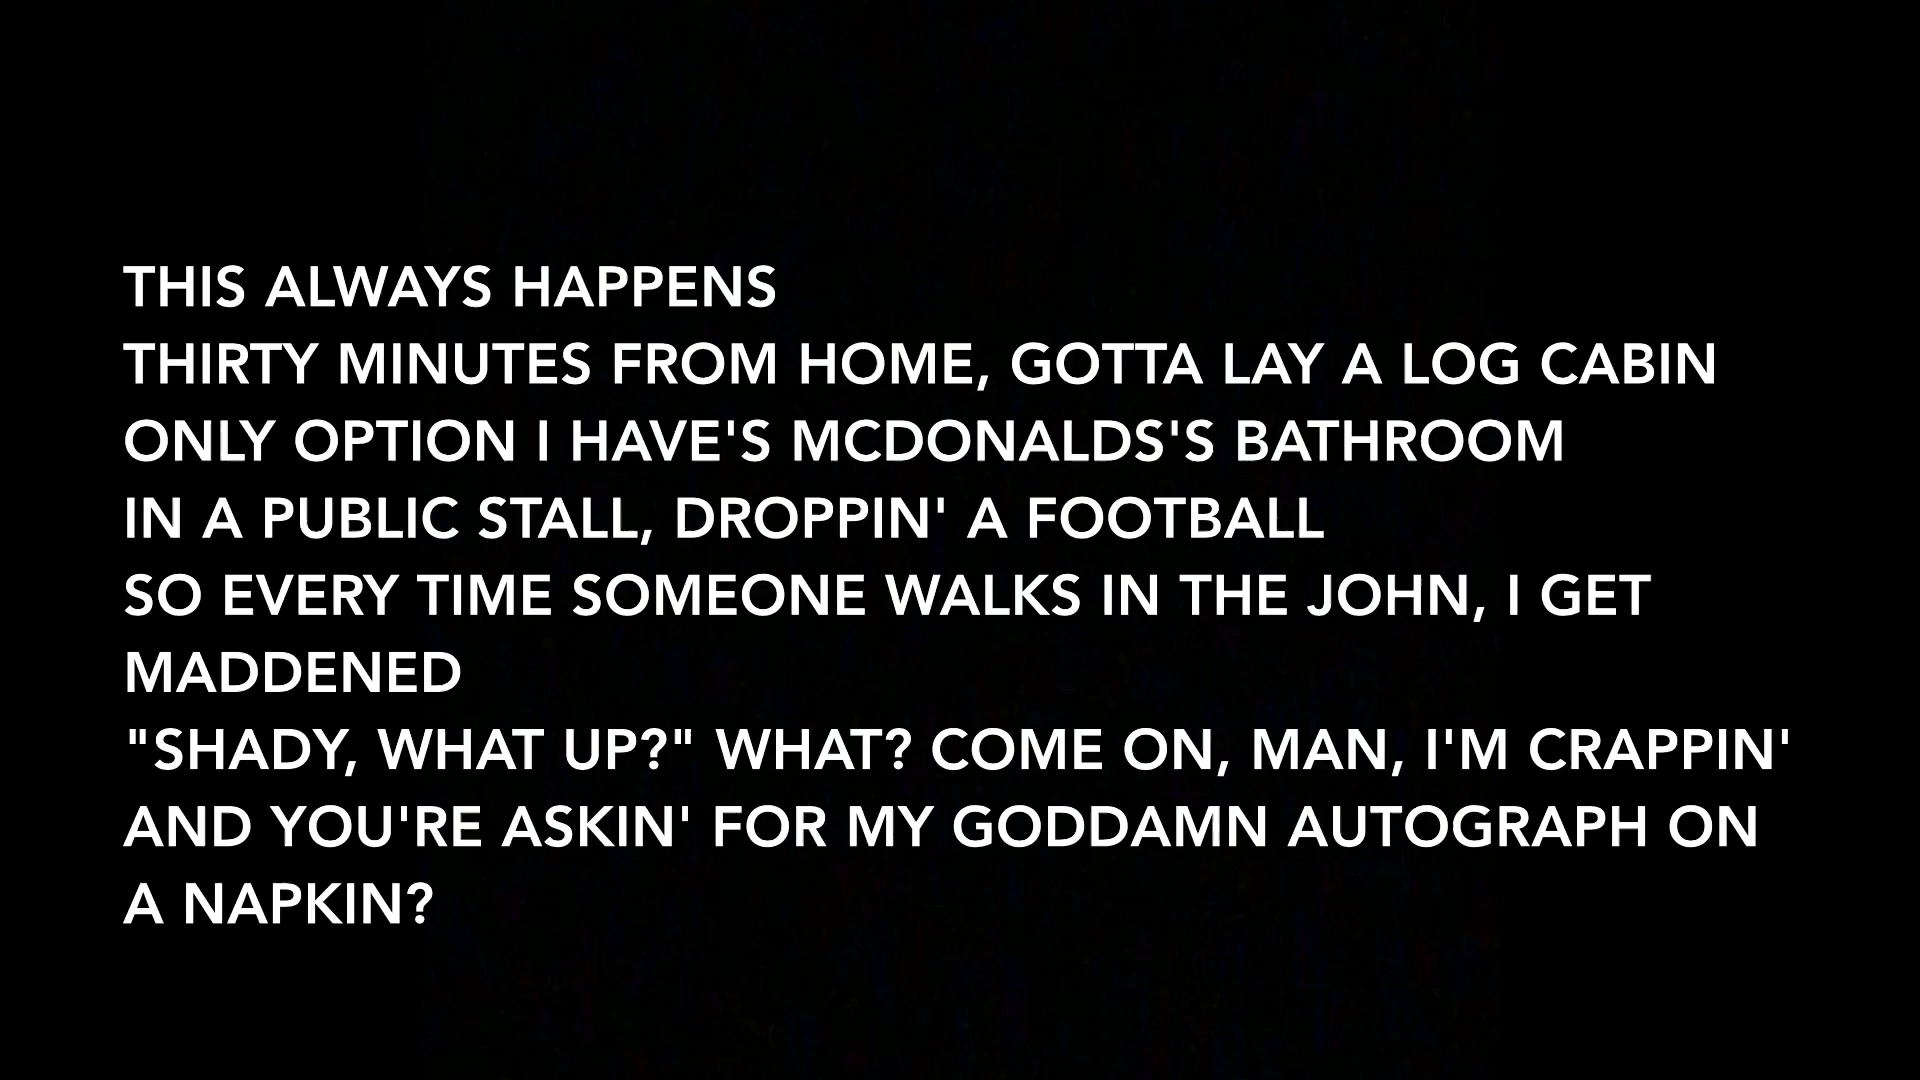 THIS ALWAYS HAPPENS
THIRTY MINUTES FROM HOME, GOTTA LAY A LOG CABIN
ONLY OPTION I HAVE'S MCDONALDS'S BATHROOM
IN A PUBLIC STALL, DROPPIN' A FOOTBALL
SO EVERY TIME SOMEONE WALKS IN THE JOHN, I GET
MADDENED
"SHADY, WHAT UP?" WHAT? COME ON, MAN, I'M CRAPPIN'
AND YOU'RE ASKIN' FOR MY GODDAMN AUTOGRAPH ON
A NAPKIN?